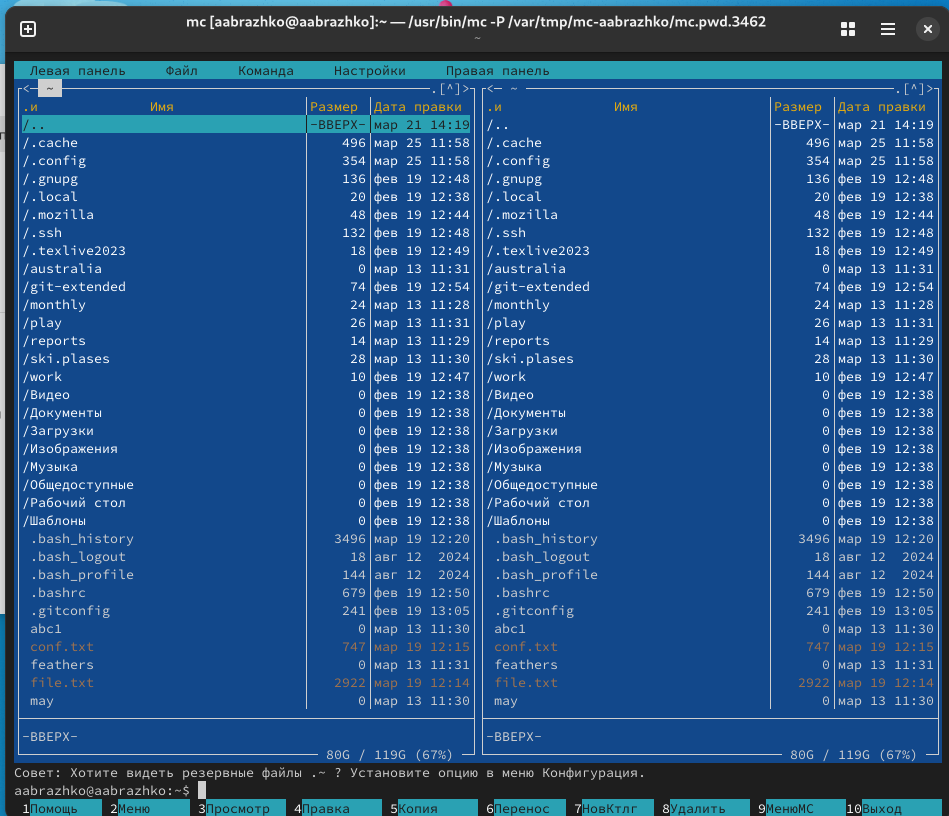 mc [aabrazhko@aabrazhko]:~ — /usr/bin/mc -P /var/tmp/mc-aabrazhko/mc.pwd.3462
~
Левая панель Файл Команда Настройки Правая панель
<─ ~ .[^]> <─ ~ .[^]>
.и Имя Размер Дата правки .и Имя Размер Дата правки
/.. -ВВЕРХ- мар 21 14:19 /.. -ВВЕРХ- мар 21 14:19
/.cache 496 мар 25 11:58 /.cache 496 мар 25 11:58
/.config 354 мар 25 11:58 /.config 354 мар 25 11:58
/.gnupg 136 фев 19 12:48 /.gnupg 136 фев 19 12:48
/.local 20 фев 19 12:38 /.local 20 фев 19 12:38
/.mozilla 48 фев 19 12:44 /.mozilla 48 фев 19 12:44
/.ssh 132 фев 19 12:48 /.ssh 132 фев 19 12:48
/.texlive2023 18 фев 19 12:49 /.texlive2023 18 фев 19 12:49
/australia 0 мар 13 11:31 /australia 0 мар 13 11:31
/git-extended 74 фев 19 12:54 /git-extended 74 фев 19 12:54
/monthly 24 мар 13 11:28 /monthly 24 мар 13 11:28
/play 26 мар 13 11:31 /play 26 мар 13 11:31
/reports 14 мар 13 11:29 /reports 14 мар 13 11:29
/ski.plases 28 мар 13 11:30 /ski.plases 28 мар 13 11:30
/work 10 фев 19 12:47 /work 10 фев 19 12:47
/Видео 0 фев 19 12:38 /Видео 0 фев 19 12:38
/Документы 0 фев 19 12:38 /Документы 0 фев 19 12:38
/Загрузки 0 фев 19 12:38 /Загрузки 0 фев 19 12:38
/Изображения 0 фев 19 12:38 /Изображения 0 фев 19 12:38
/Музыка 0 фев 19 12:38 /Музыка 0 фев 19 12:38
/Общедоступные 0 фев 19 12:38 /Общедоступные 0 фев 19 12:38
/Рабочий стол 0 фев 19 12:38 /Рабочий стол 0 фев 19 12:38
/Шаблоны 0 фев 19 12:38 /Шаблоны 0 фев 19 12:38
.bash_history 3496 мар 19 12:20 .bash_history 3496 мар 19 12:20
.bash_logout 18 авг 12 2024 .bash_logout 18 авг 12 2024
.bash_profile 144 авг 12 2024 .bash_profile 144 авг 12 2024
.bashrc 679 фев 19 12:50 .bashrc 679 фев 19 12:50
.gitconfig 241 фев 19 13:05 .gitconfig 241 фев 19 13:05
abc1 0 мар 13 11:30 abc1 0 мар 13 11:30
conf.txt 747 мар 19 12:15 conf.txt 747 мар 19 12:15
feathers 0 мар 13 11:31 feathers 0 мар 13 11:31
file.txt 2922 мар 19 12:14 file.txt 2922 мар 19 12:14
may 0 мар 13 11:30 may 0 мар 13 11:30
-ВВЕРХ- -ВВЕРХ-
80G / 119G (67%) 80G / 119G (67%)
Совет: Хотите видеть резервные файлы .~ ? Установите опцию в меню Конфигурация.
aabrazhko@aabrazhko:~$
1Помощь 2Меню 3Просмотр 4Правка 5Копия 6Перенос 7НовКтлг 8Удалить 9МенюMC 10Выход